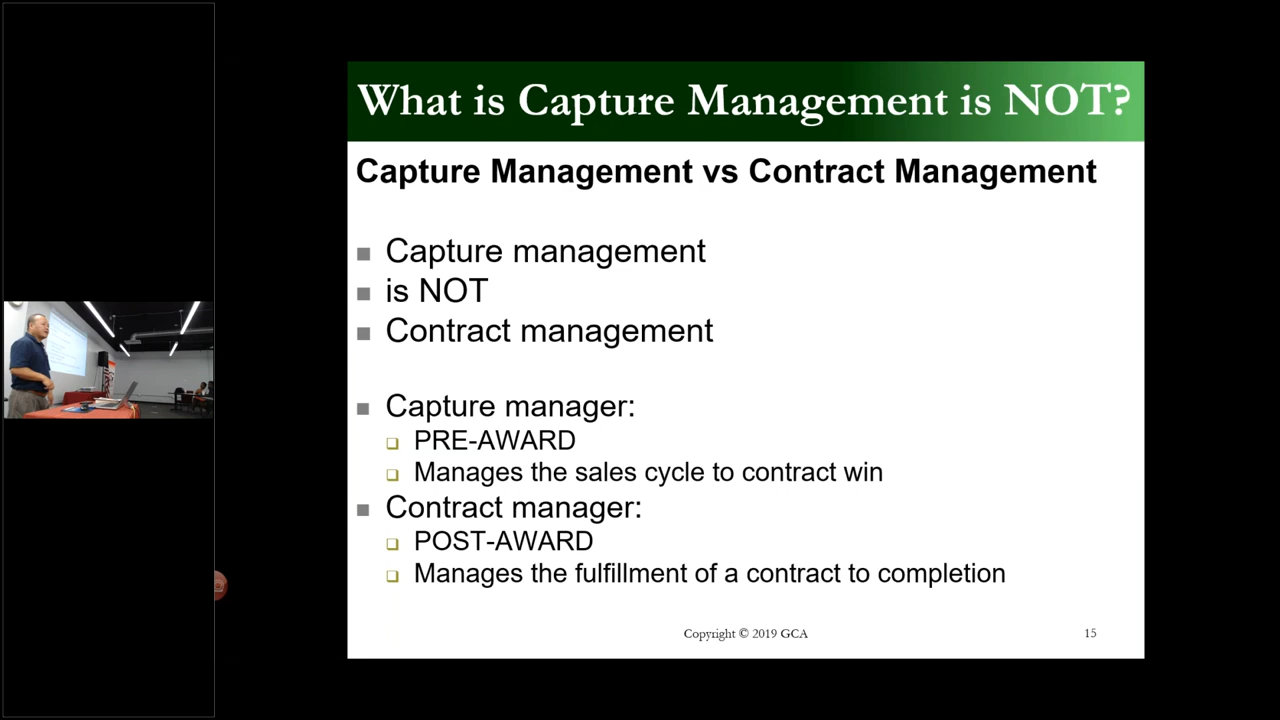 What is Capture Management is NOT?
Capture Management vs Contract Management
Capture management
is NOT
Contract management
Capture manager:
PRE-AWARD
Manages the sales cycle to contract win
Contract manager:
POST-AWARD
Manages the fulfillment of a contract to completion
Copyright © 2019 GCA
15